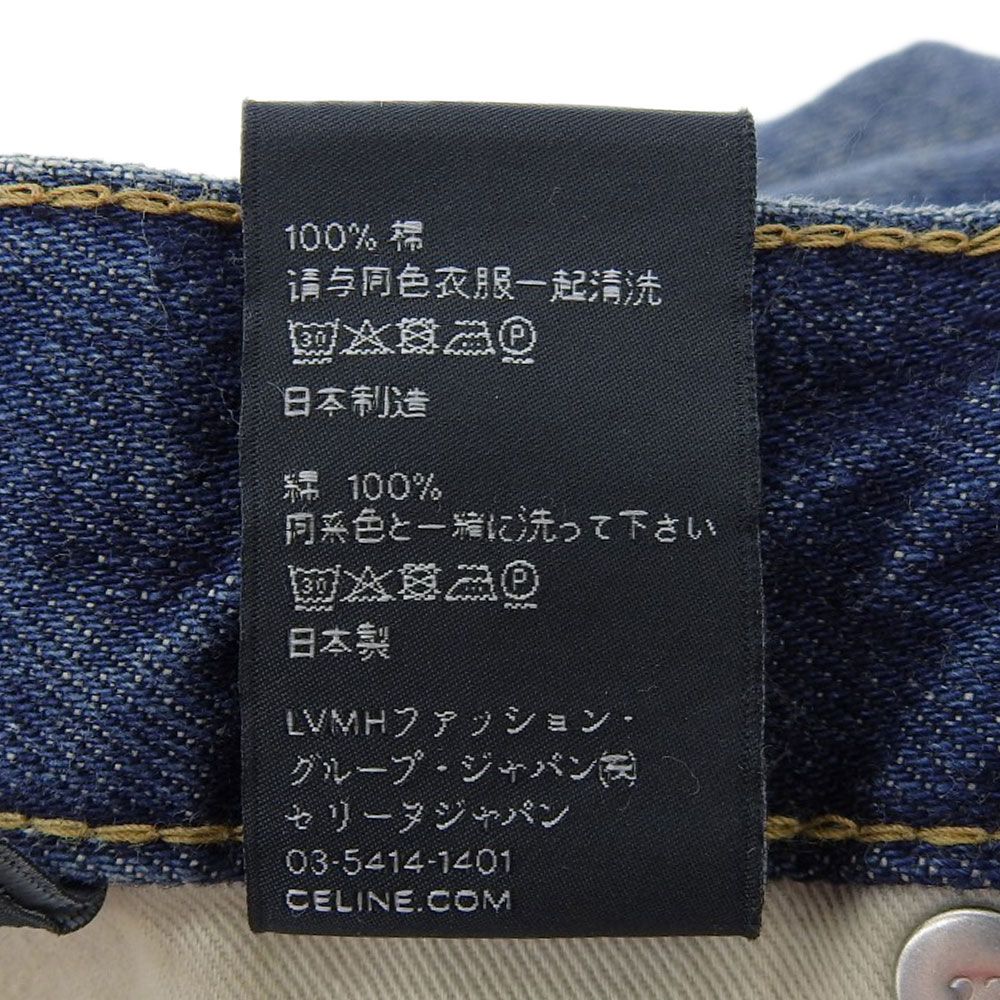 100% 棉
请与同色衣服一起清洗
30 P
日本制造
綿 100%
同系色と一緒に洗って下さい
30 P
日本製
LVMHファッション・
グループ・ジャパン㈱
セリーヌジャパン
03-5414-1401
CELINE.COM